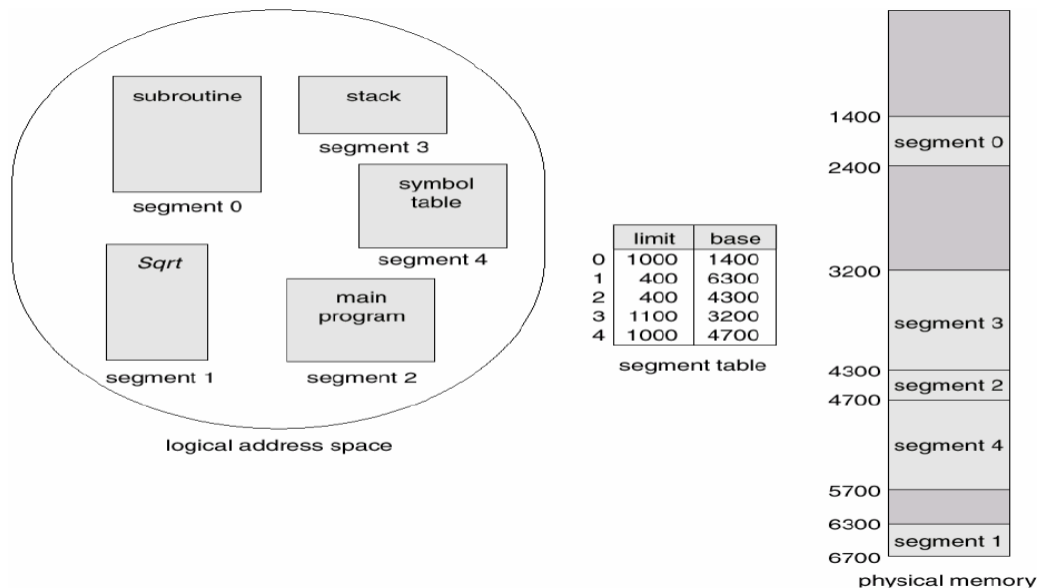 subroutine
segment 0
stack
segment 3
symbol
table
segment 4
Sqrt
segment 1
main
program
segment 2
logical address space
limit base
0 1000 1400
1 400 6300
2 400 4300
3 1100 3200
4 1000 4700
segment table
1400
segment 0
2400
3200
segment 3
4300
segment 2
4700
segment 4
5700
6300
segment 1
6700
physical memory